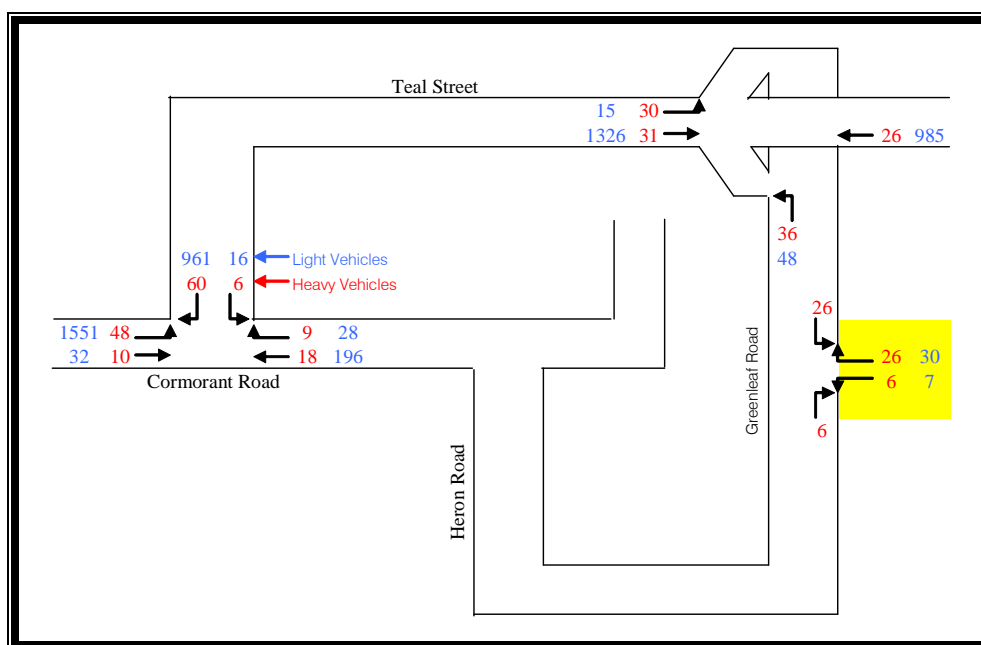 Teal Street
15 30
1326 31
26 985
36
48
961 16 Light Vehicles
60 6 Heavy Vehicles
1551 48
32 10
9 28
18 196
Cormorant Road
26
26 30
6 7
6
Greenleaf Road
Heron Road